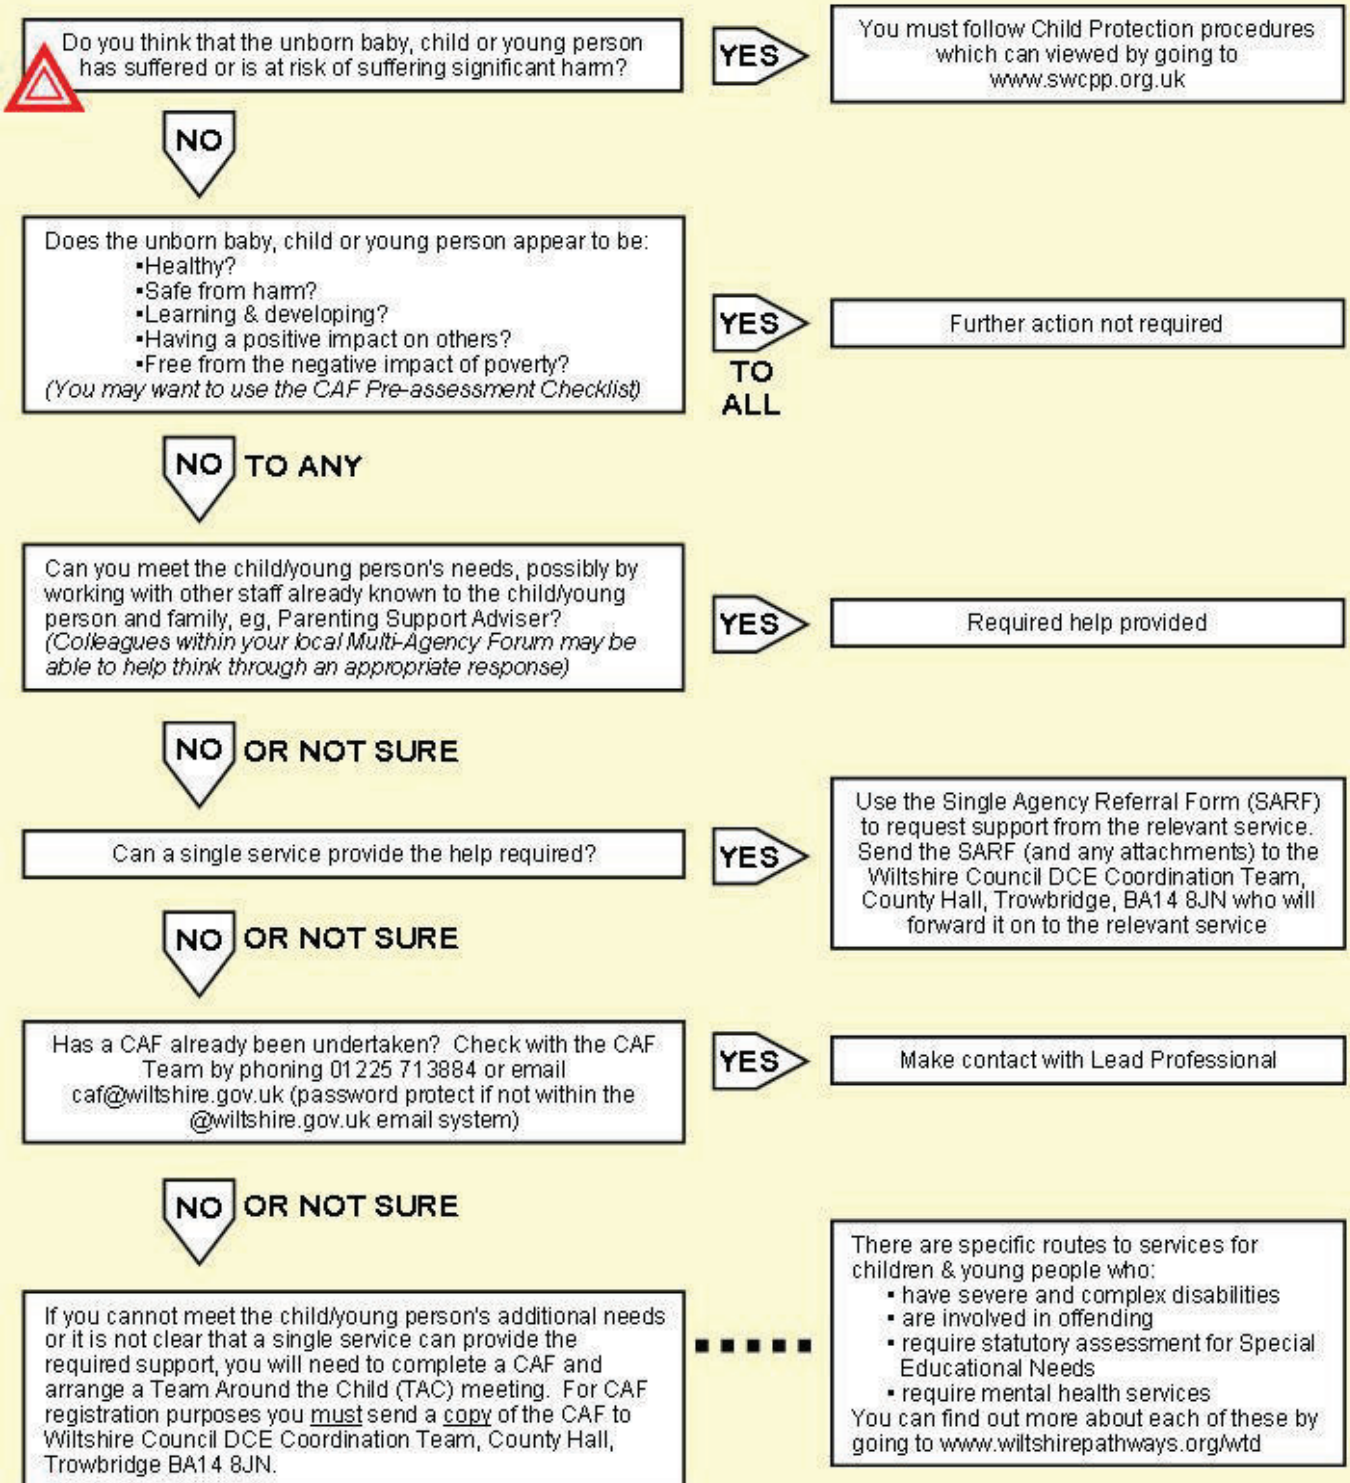 Do you think that the unborn baby, child or young person
has suffered or is at risk of suffering significant harm?
YES
You must follow Child Protection procedures
which can viewed by going to
www.swcpp.org.uk
NO
Does the unborn baby, child or young person appear to be:
▪Healthy?
▪Safe from harm?
▪Learning & developing?
▪Having a positive impact on others?
▪Free from the negative impact of poverty?
(You may want to use the CAF Pre-assessment Checklist)
YES
TO
ALL
Further action not required
NO TO ANY
Can you meet the child/young person's needs, possibly by
working with other staff already known to the child/young
person and family, eg, Parenting Support Adviser?
(Colleagues within your local Multi-Agency Forum may be
able to help think through an appropriate response)
YES
Required help provided
NO OR NOT SURE
Can a single service provide the help required?
YES
Use the Single Agency Referral Form (SARF)
to request support from the relevant service.
Send the SARF (and any attachments) to the
Wiltshire Council DCE Coordination Team,
County Hall, Trowbridge, BA14 8JN who will
forward it on to the relevant service
NO OR NOT SURE
Has a CAF already been undertaken? Check with the CAF
Team by phoning 01225 713884 or email
caf@wiltshire.gov.uk (password protect if not within the
@wiltshire.gov.uk email system)
YES
Make contact with Lead Professional
NO OR NOT SURE
If you cannot meet the child/young person's additional needs
or it is not clear that a single service can provide the
required support, you will need to complete a CAF and
arrange a Team Around the Child (TAC) meeting. For CAF
registration purposes you must send a copy of the CAF to
Wiltshire Council DCE Coordination Team, County Hall,
Trowbridge BA14 8JN.
There are specific routes to services for
children & young people who:
▪ have severe and complex disabilities
▪ are involved in offending
▪ require statutory assessment for Special
Educational Needs
▪ require mental health services
You can find out more about each of these by
going to www.wiltshirepathways.org/wtd